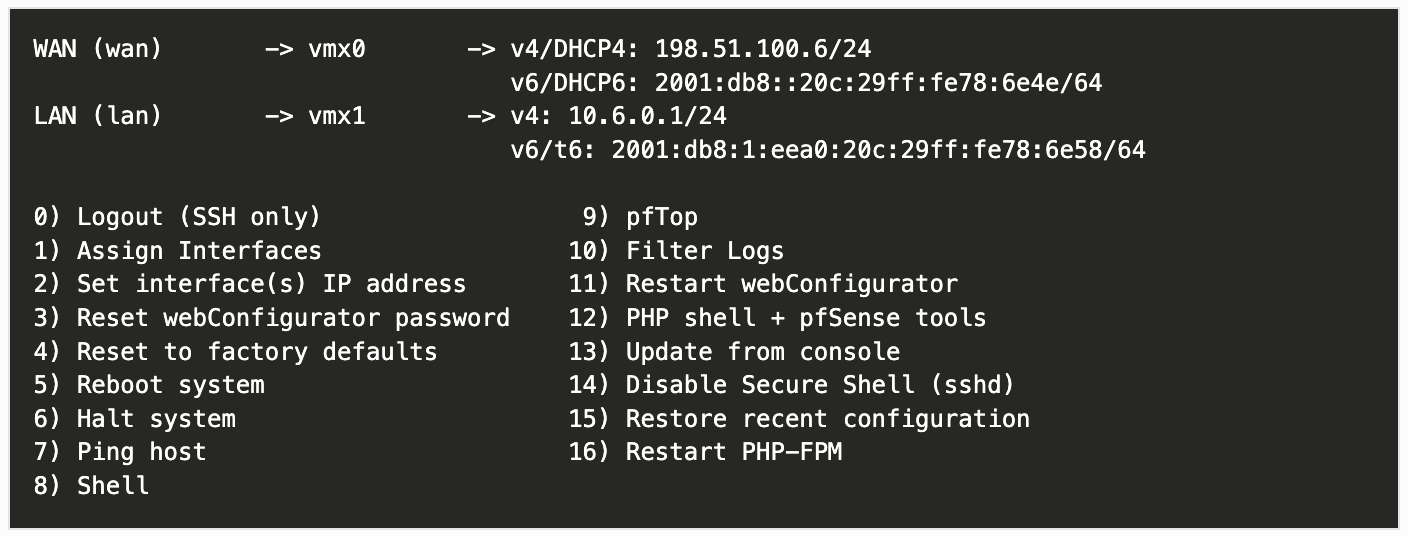 WAN (wan)       -> vmx0       -> v4/DHCP4: 198.51.100.6/24
                                 v6/DHCP6: 2001:db8::20c:29ff:fe78:6e4e/64
LAN (lan)       -> vmx1       -> v4: 10.6.0.1/24
                                 v6/t6: 2001:db8:1:eea0:20c:29ff:fe78:6e58/64

0) Logout (SSH only)                  9) pfTop
1) Assign Interfaces                 10) Filter Logs
2) Set interface(s) IP address       11) Restart webConfigurator
3) Reset webConfigurator password    12) PHP shell + pfSense tools
4) Reset to factory defaults         13) Update from console
5) Reboot system                     14) Disable Secure Shell (sshd)
6) Halt system                       15) Restore recent configuration
7) Ping host                         16) Restart PHP-FPM
8) Shell